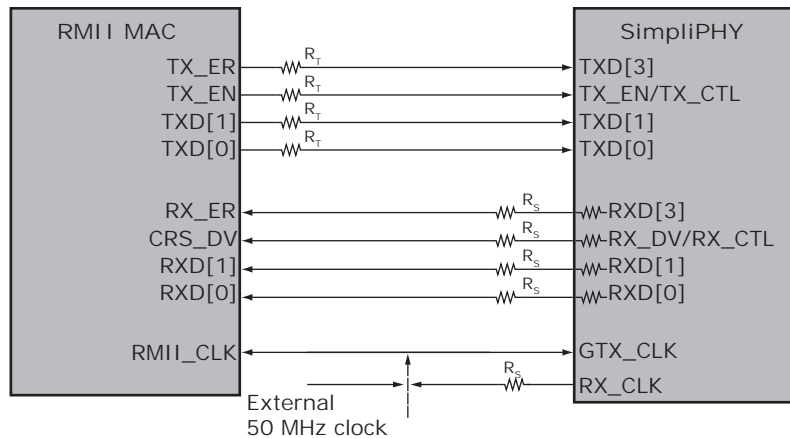 RMII MAC
SimpliPHY
TX_ER
R_T
TXD[3]
TX_EN
R_T
TX_EN/TX_CTL
TXD[1]
R_T
TXD[1]
TXD[0]
R_T
TXD[0]
RX_ER
R_S
RXD[3]
CRS_DV
R_S
RX_DV/RX_CTL
RXD[1]
R_S
RXD[1]
RXD[0]
R_S
RXD[0]
RMII_CLK
GTX_CLK
R_S
RX_CLK
External
50 MHz clock